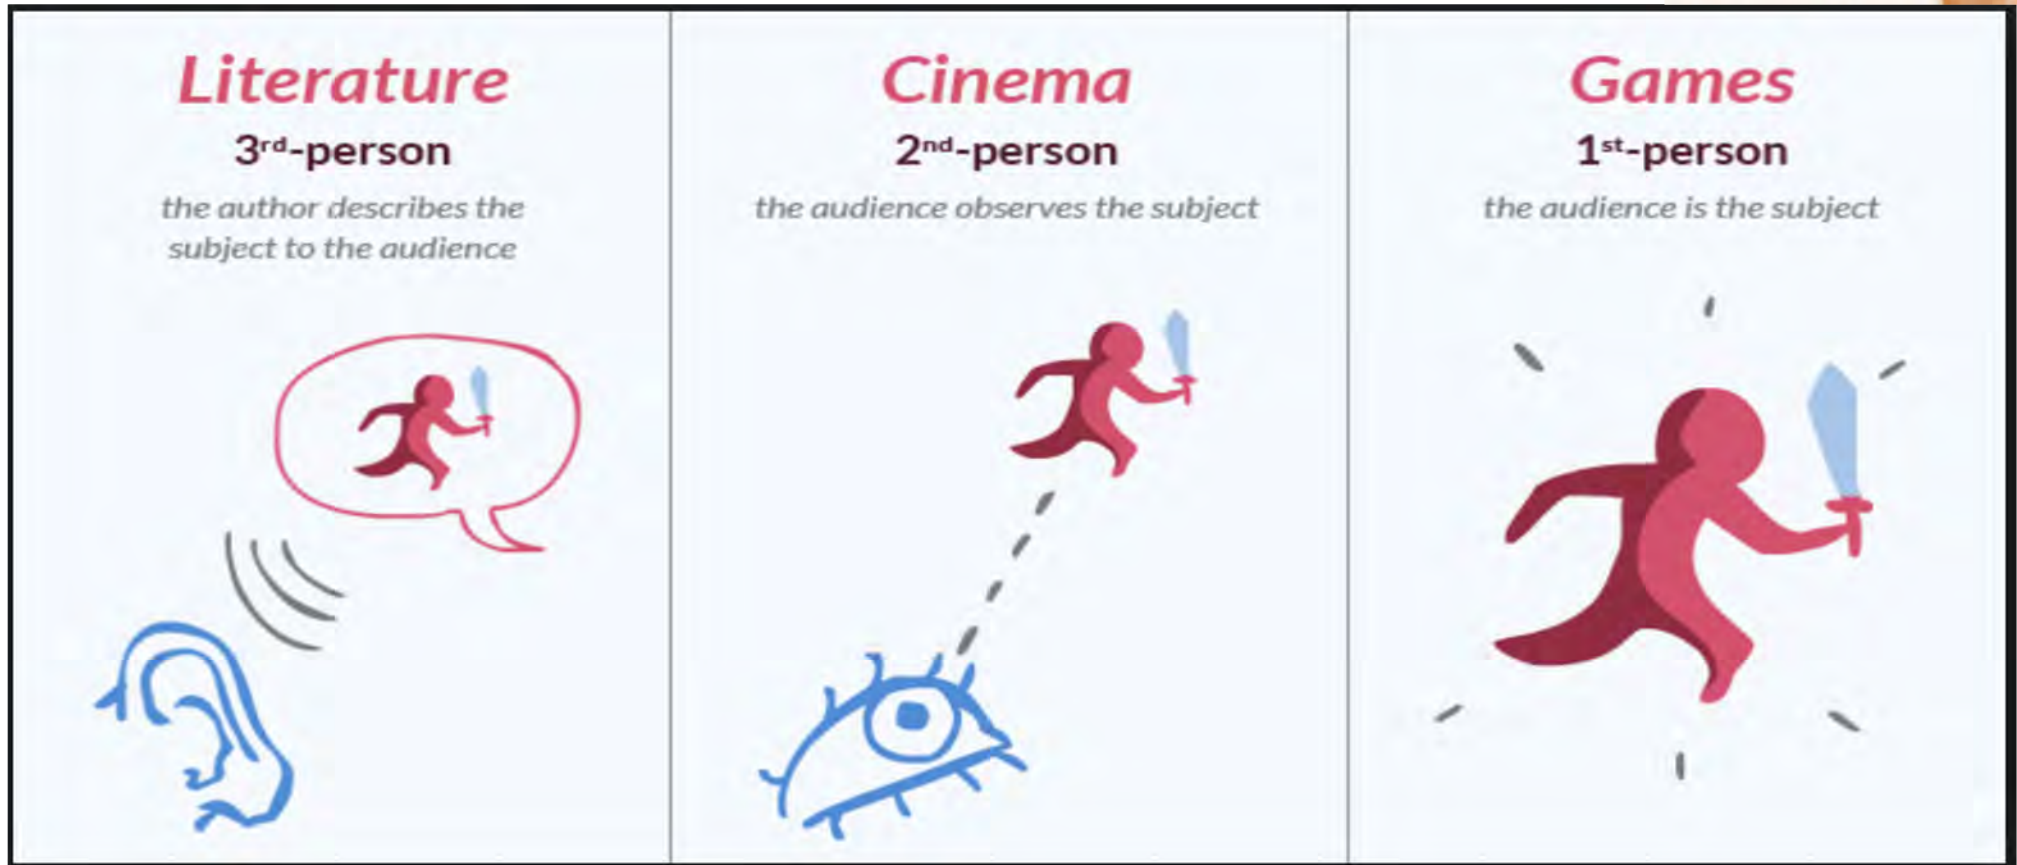 Literature
3rd-person
the author describes the
subject to the audience
Cinema
2nd-person
the audience observes the subject
Games
1st-person
the audience is the subject